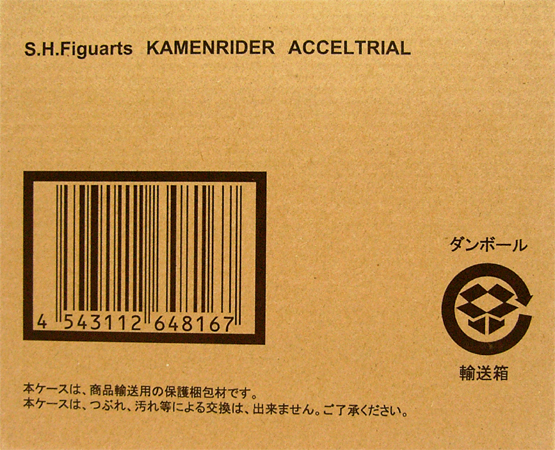 S.H.Figuarts KAMENRIDER ACCELTRIAL
4 543112 648167
ダンボール
輸送箱
本ケースは、商品輸送用の保護梱包材です。
本ケースは、つぶれ、汚れ等による交換は、出来ません。ご了承ください。